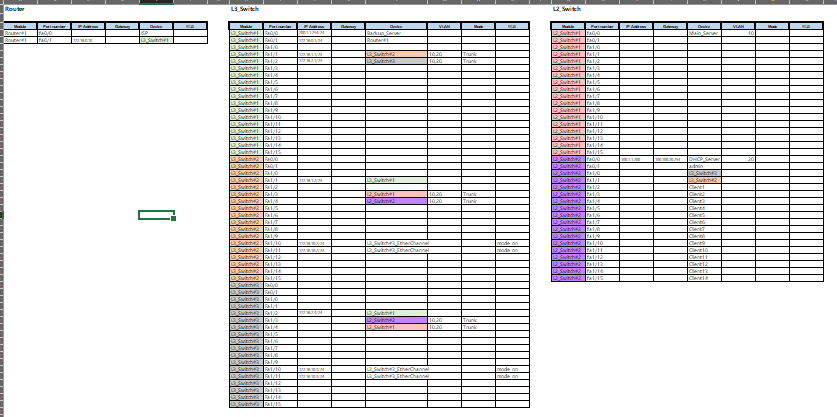 Router
Module Port number IP Address Gateway Device
Router#1 fa0/0 ISP
Router#1 fa0/1 L3_Switch#1
L3_Switch
Module Port number IP Address Gateway Device VLAN Mode
L3_Switch#1 Fa0/0 Backup_Server
L3_Switch#1 Fa0/1 Router#1
L3_Switch#1 Fa1/0
L3_Switch#1 Fa1/1 L3_Switch#2 10,20 Trunk
L3_Switch#1 Fa1/2 L3_Switch#3 10,20 Trunk
L3_Switch#1 Fa1/3
L3_Switch#1 Fa1/4
L3_Switch#1 Fa1/5
L3_Switch#1 Fa1/6
L3_Switch#1 Fa1/7
L3_Switch#1 Fa1/8
L3_Switch#1 Fa1/9
L3_Switch#1 Fa1/10
L3_Switch#1 Fa1/11
L3_Switch#1 Fa1/12
L3_Switch#1 Fa1/13
L3_Switch#1 Fa1/14
L3_Switch#1 Fa1/15
L3_Switch#2 Fa0/0
L3_Switch#2 Fa0/1
L3_Switch#2 Fa1/0
L3_Switch#2 Fa1/1 L3_Switch#1
L3_Switch#2 Fa1/2
L3_Switch#2 Fa1/3 L2_Switch#1 10,20 Trunk
L3_Switch#2 Fa1/4 L2_Switch#2 10,20 Trunk
L3_Switch#2 Fa1/5
L3_Switch#2 Fa1/6
L3_Switch#2 Fa1/7
L3_Switch#2 Fa1/8
L3_Switch#2 Fa1/9
L3_Switch#2 Fa1/10 L3_Switch#3_EtherChannel mode on
L3_Switch#2 Fa1/11 L3_Switch#3_EtherChannel mode on
L3_Switch#2 Fa1/12
L3_Switch#2 Fa1/13
L3_Switch#2 Fa1/14
L3_Switch#2 Fa1/15
L3_Switch#3 Fa0/0
L3_Switch#3 Fa0/1
L3_Switch#3 Fa1/0
L3_Switch#3 Fa1/1
L3_Switch#3 Fa1/2 L3_Switch#1
L3_Switch#3 Fa1/3 L2_Switch#2 10,20 Trunk
L3_Switch#3 Fa1/4 L2_Switch#1 10,20 Trunk
L3_Switch#3 Fa1/5
L3_Switch#3 Fa1/6
L3_Switch#3 Fa1/7
L3_Switch#3 Fa1/8
L3_Switch#3 Fa1/9
L3_Switch#3 Fa1/10 L3_Switch#3_EtherChannel mode on
L3_Switch#3 Fa1/11 L3_Switch#3_EtherChannel mode on
L3_Switch#3 Fa1/12
L3_Switch#3 Fa1/13
L3_Switch#3 Fa1/14
L3_Switch#3 Fa1/15
L2_Switch
Module Port number IP Address Gateway Device VLAN Mode
L2_Switch#1 fa0/0 Main_Server 10
L2_Switch#1 fa0/1
L2_Switch#1 fa1/0
L2_Switch#1 fa1/1
L2_Switch#1 fa1/2
L2_Switch#1 fa1/3
L2_Switch#1 fa1/4
L2_Switch#1 fa1/5
L2_Switch#1 fa1/6
L2_Switch#1 fa1/7
L2_Switch#1 fa1/8
L2_Switch#1 fa1/9
L2_Switch#1 fa1/10
L2_Switch#1 fa1/11
L2_Switch#1 fa1/12
L2_Switch#1 fa1/13
L2_Switch#1 fa1/14
L2_Switch#1 fa1/15
L2_Switch#2 fa0/0 DHCP_Server 20
L2_Switch#2 fa0/1 admin
L2_Switch#2 fa1/0 L3_Switch#3
L2_Switch#2 fa1/1 L3_Switch#2
L2_Switch#2 fa1/2 Client1
L2_Switch#2 fa1/3 Client2
L2_Switch#2 fa1/4 Client3
L2_Switch#2 fa1/5 Client4
L2_Switch#2 fa1/6 Client5
L2_Switch#2 fa1/7 Client6
L2_Switch#2 fa1/8 Client7
L2_Switch#2 fa1/9 Client8
L2_Switch#2 fa1/10 Client9
L2_Switch#2 fa1/11 Client10
L2_Switch#2 fa1/12 Client11
L2_Switch#2 fa1/13 Client12
L2_Switch#2 fa1/14 Client13
L2_Switch#2 fa1/15 Client14